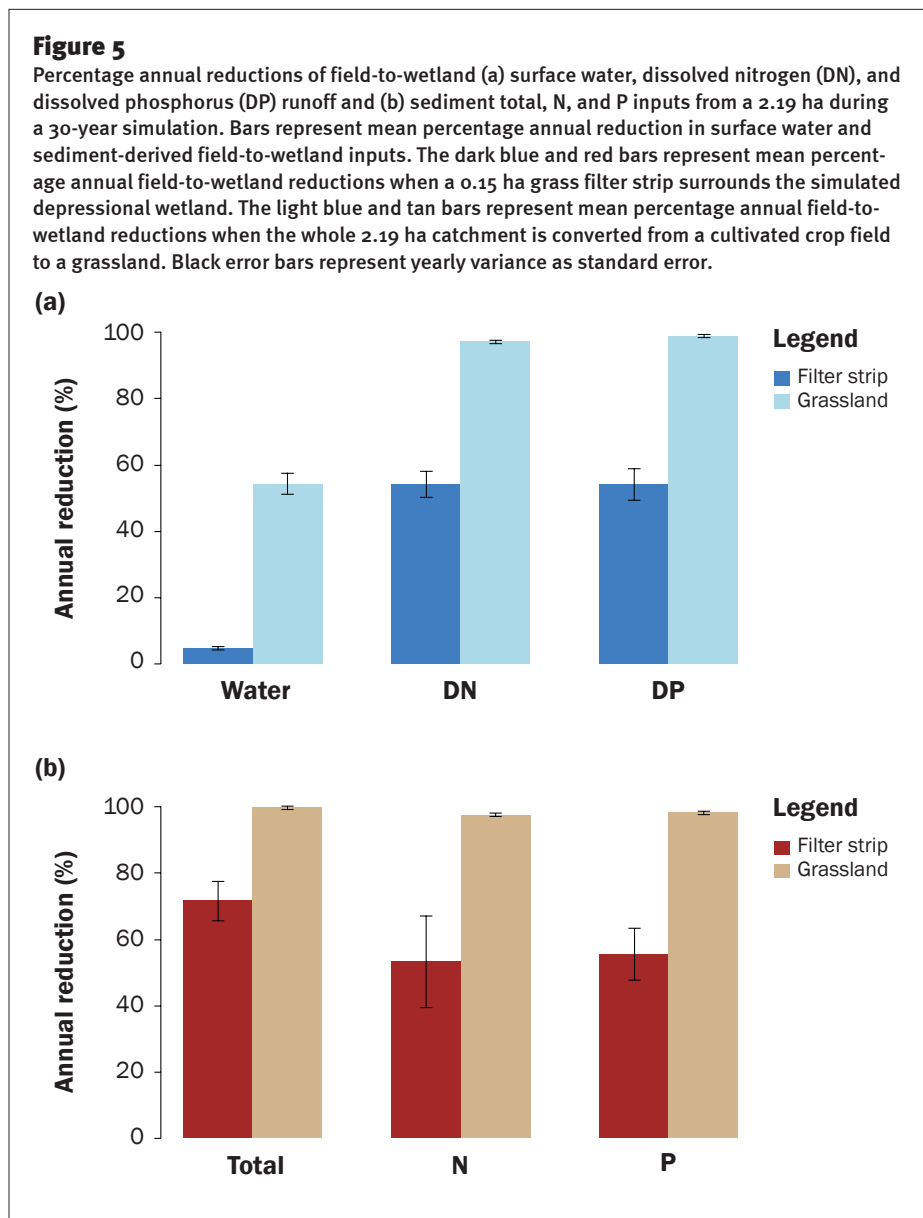 Figure 5
Percentage annual reductions of field-to-wetland (a) surface water, dissolved nitrogen (DN), and
dissolved phosphorus (DP) runoff and (b) sediment total, N, and P inputs from a 2.19 ha during
a 30-year simulation. Bars represent mean percentage annual reduction in surface water and
sediment-derived field-to-wetland inputs. The dark blue and red bars represent mean percent-
age annual field-to-wetland reductions when a 0.15 ha grass filter strip surrounds the simulated
depressional wetland. The light blue and tan bars represent mean percentage annual field-to-
wetland reductions when the whole 2.19 ha catchment is converted from a cultivated crop field
to a grassland. Black error bars represent yearly variance as standard error.
(a)
Annual reduction (%)
100
80
60
40
20
0
Water
DN
DP
Legend
Filter strip
Grassland
(b)
Annual reduction (%)
100
80
60
40
20
0
Total
N
P
Legend
Filter strip
Grassland